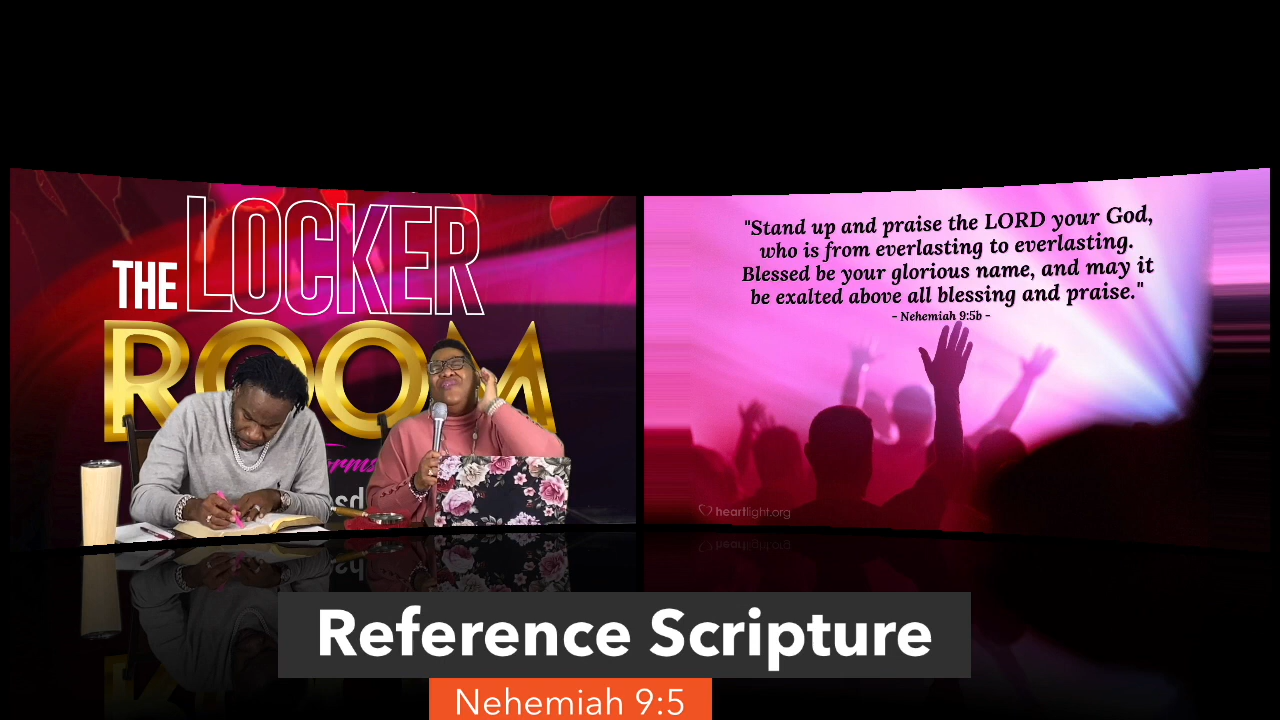 THE LOCKER
ROOM
"Stand up and praise the LORD your God,
who is from everlasting to everlasting.
Blessed be your glorious name, and may it
be exalted above all blessing and praise."
- Nehemiah 9:5b -
heartlight.org
Reference Scripture
Nehemiah 9:5